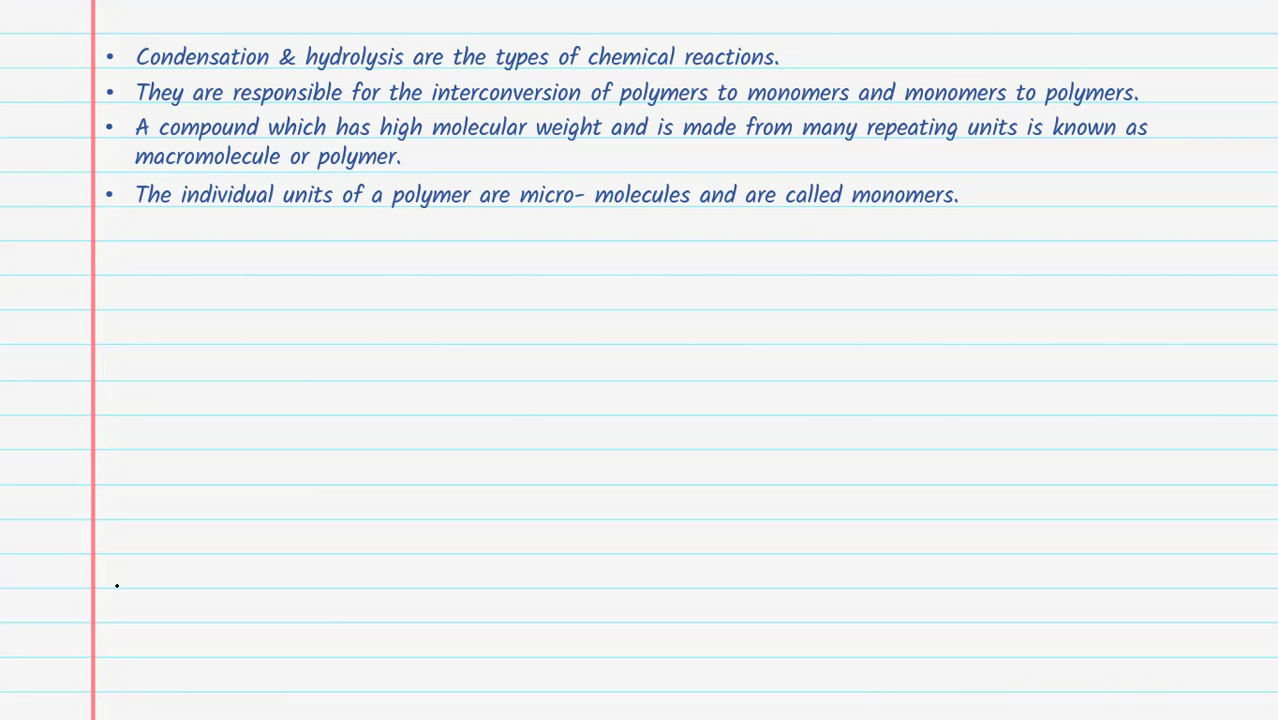 • Condensation & hydrolysis are the types of chemical reactions.
• They are responsible for the interconversion of polymers to monomers and monomers to polymers.
• A compound which has high molecular weight and is made from many repeating units is known as
macromolecule or polymer.
• The individual units of a polymer are micro- molecules and are called monomers.